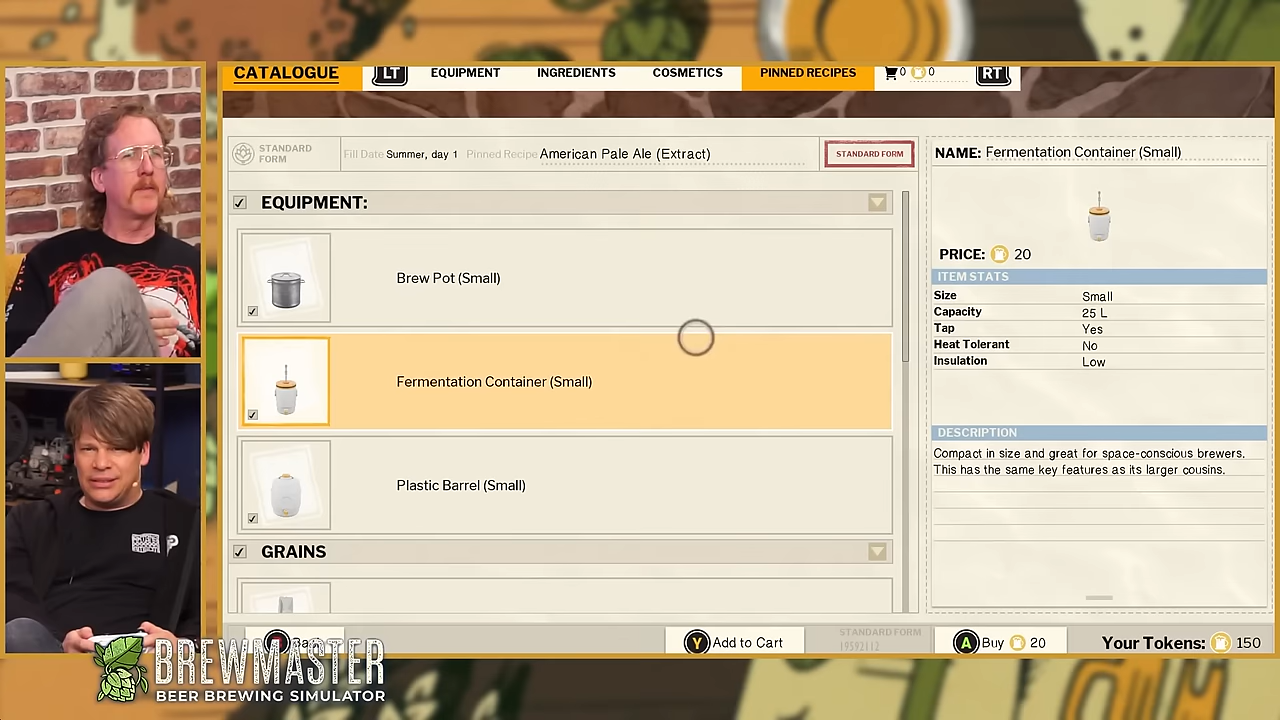 CATALOGUE
LT
EQUIPMENT
INGREDIENTS
COSMETICS
PINNED RECIPES
0
0
RT
STANDARD
FORM
Fill Date Summer, day 1
Pinned Recipe American Pale Ale (Extract)
STANDARD FORM
NAME: Fermentation Container (Small)
EQUIPMENT:
Brew Pot (Small)
Fermentation Container (Small)
Plastic Barrel (Small)
GRAINS
PRICE: 20
ITEM STATS
Size Small
Capacity 25 L
Tap Yes
Heat Tolerant No
Insulation Low
DESCRIPTION
Compact in size and great for space-conscious brewers.
This has the same key features as its larger cousins.
Y Add to Cart
STANDARD FORM
19592112
A Buy 20
Your Tokens: 150
BREWMASTER
BEER BREWING SIMULATOR